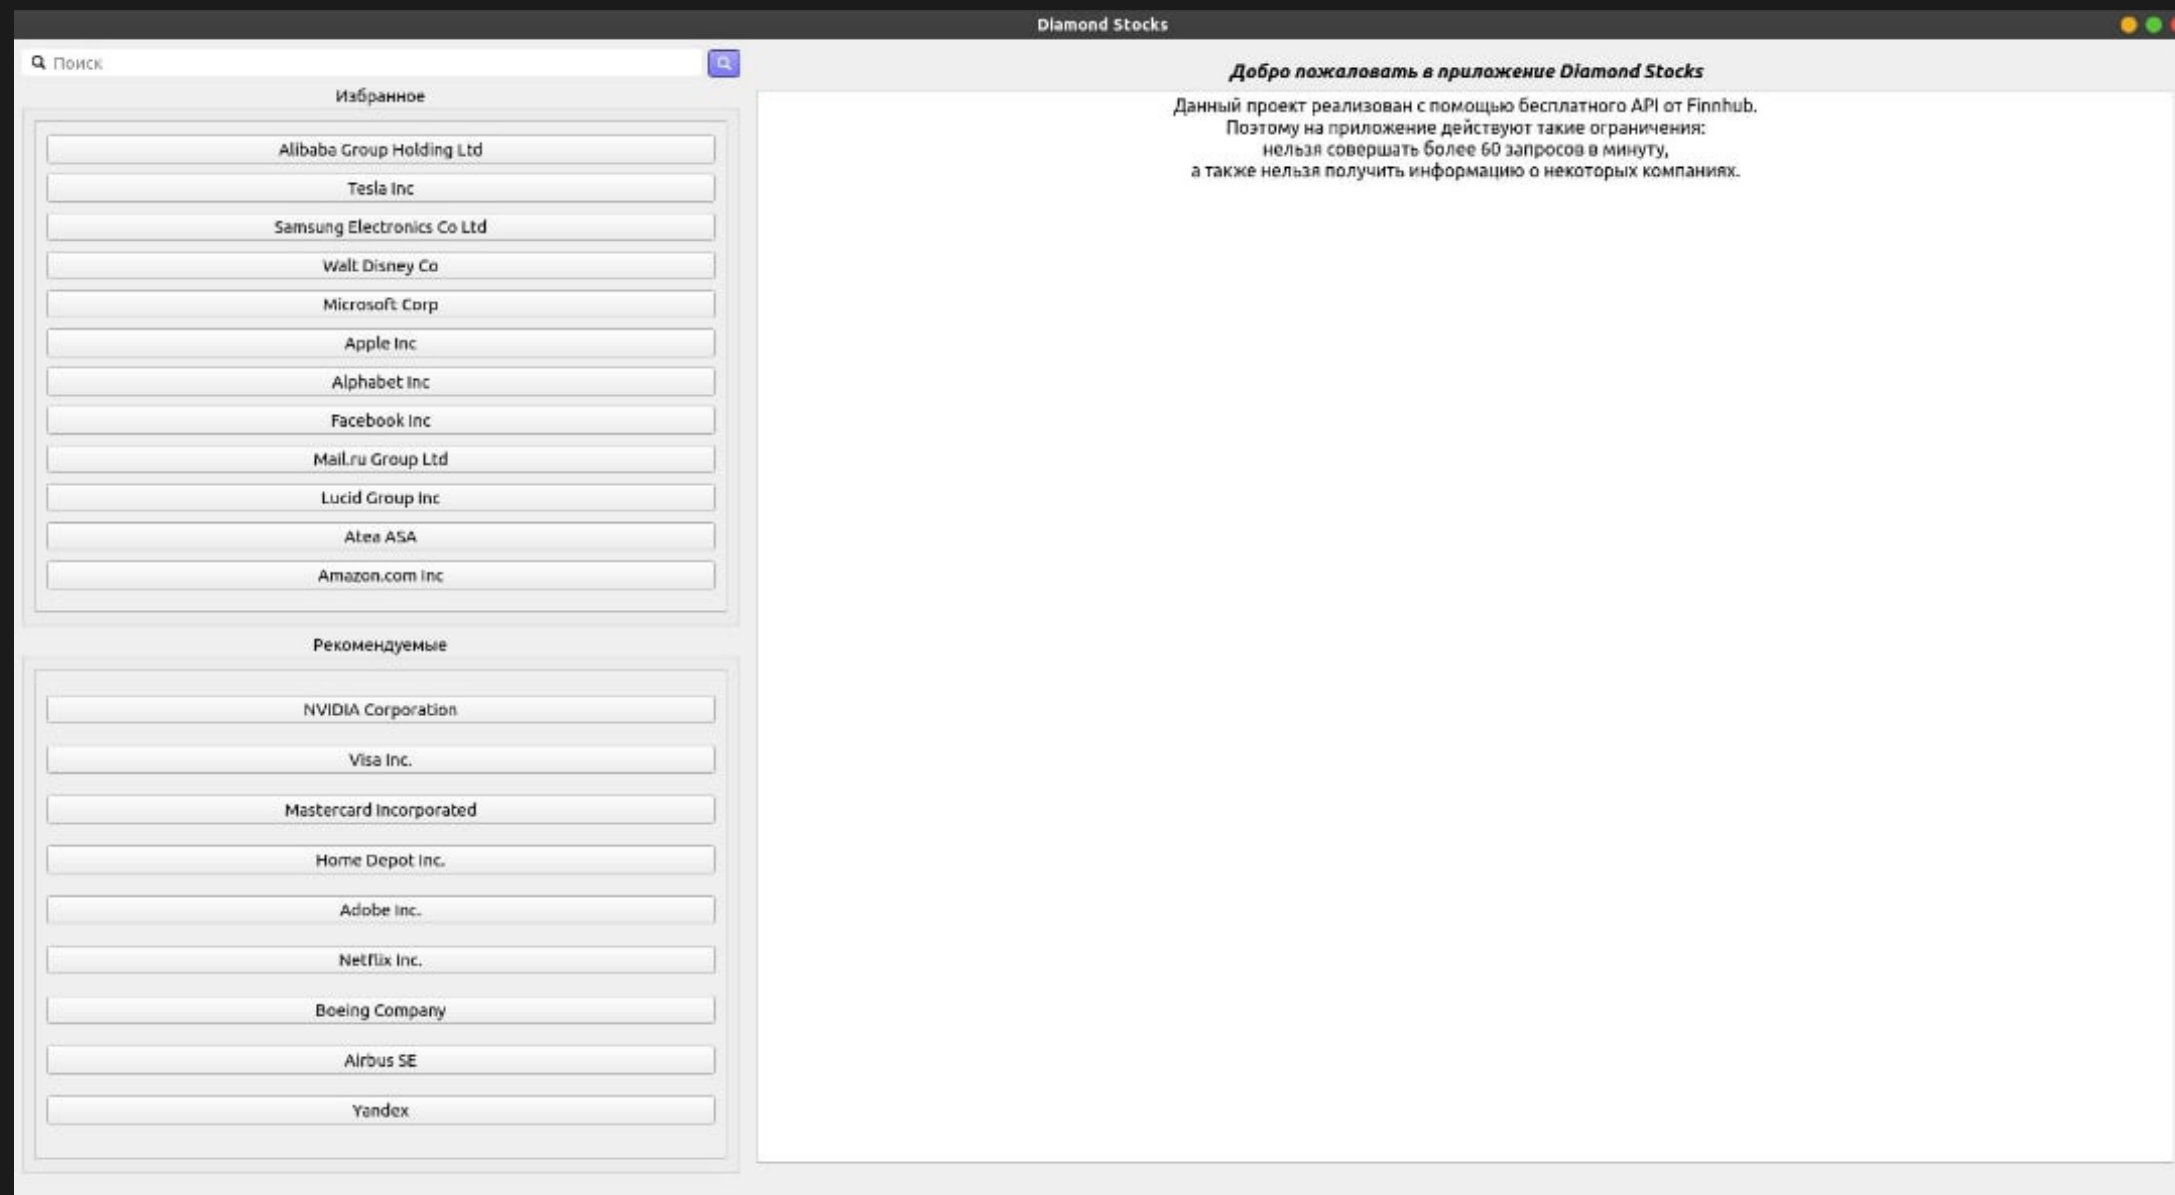 Diamond Stocks
Поиск
Избранное
Alibaba Group Holding Ltd
Tesla Inc
Samsung Electronics Co Ltd
Walt Disney Co
Microsoft Corp
Apple Inc
Alphabet Inc
Facebook Inc
Mail.ru Group Ltd
Lucid Group Inc
Atea ASA
Amazon.com Inc
Рекомендуемые
NVIDIA Corporation
Visa Inc.
Mastercard Incorporated
Home Depot Inc.
Adobe Inc.
Netflix Inc.
Boeing Company
Airbus SE
Yandex
Добро пожаловать в приложение Diamond Stocks
Данный проект реализован с помощью бесплатного API от Finnhub.
Поэтому на приложение действуют такие ограничения:
нельзя совершать более 60 запросов в минуту,
а также нельзя получить информацию о некоторых компаниях.